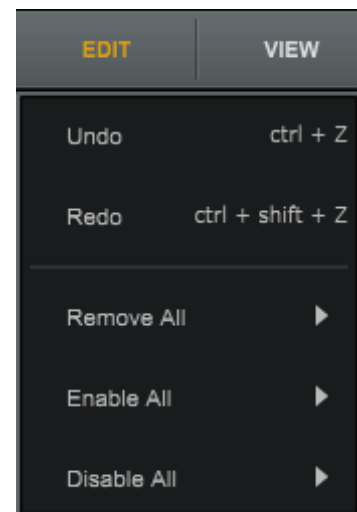 EDIT VIEW
Undo ctrl + Z
Redo ctrl + shift + Z
Remove All
Enable All
Disable All